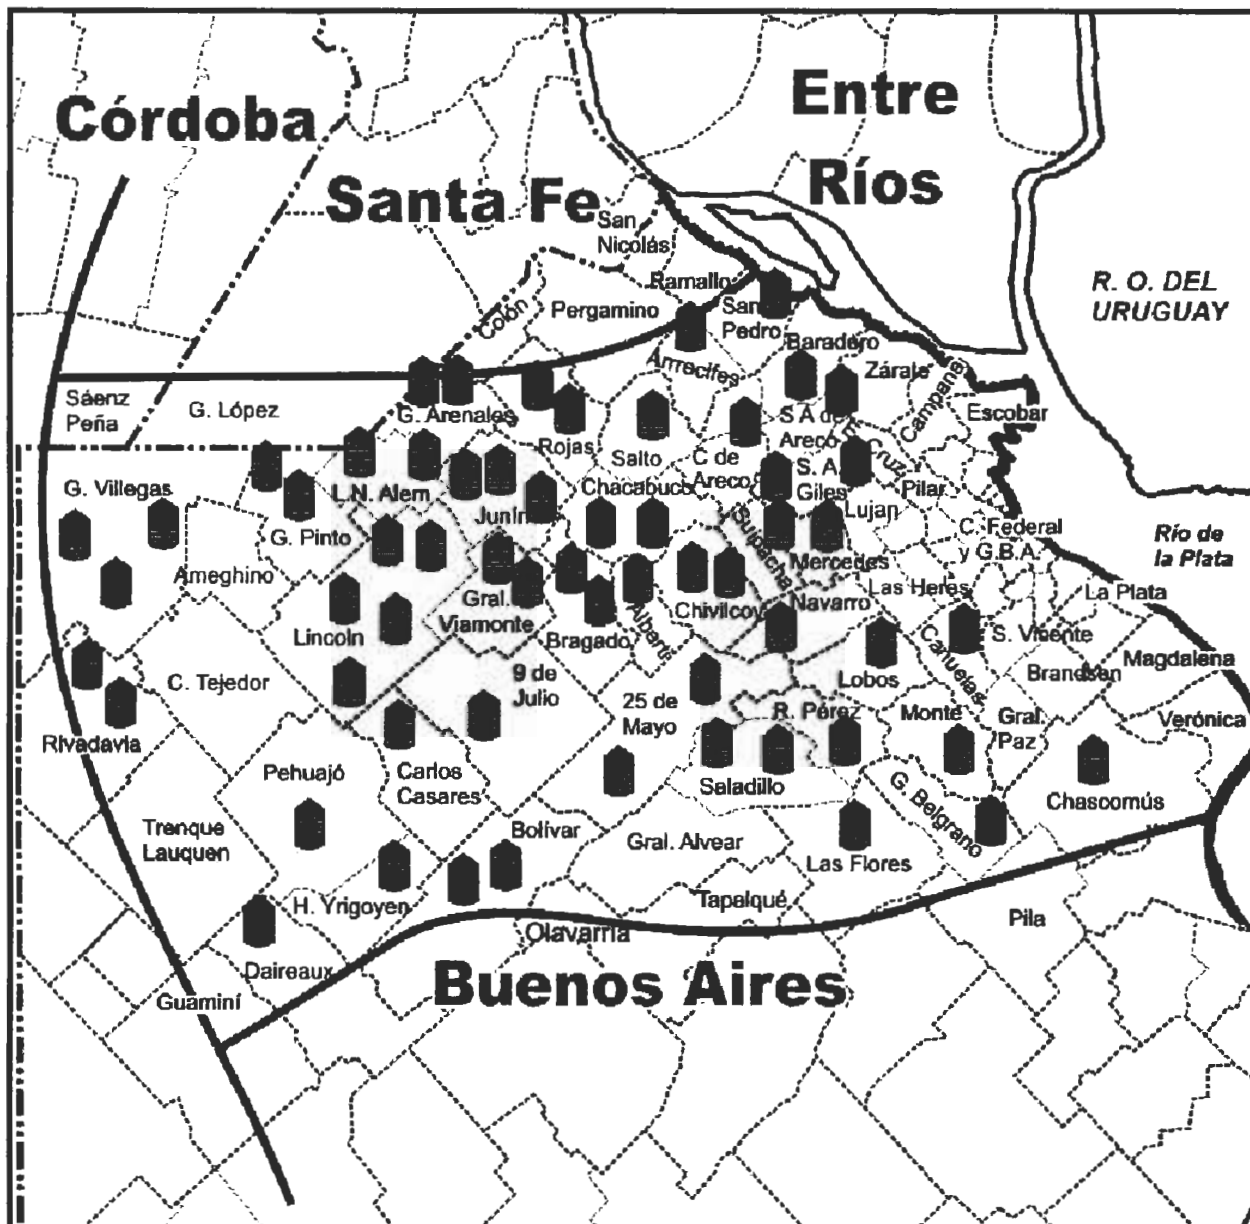 Córdoba
Entre
Ríos
Santa Fe
San
Nicolás
Ramallo
R. O. DEL
URUGUAY
Colón
Pergamino
San
Pedro
Baradero
Arrrecifes
Zárate
Campana
Sáenz
Peña
G. López
G. Arenales
Escobar
Rojas
Salto
C de
Areco
S A de
Areco
E. Cruz
S. A.
Giles
Pilar
Lujan
G. Villegas
L.N. Alem
Chacabuco
Junín
G. Pinto
Suipacha
C. Federal
y G.B.A.
Río de
la Plata
Ameghino
Mercedes
Las Heras
La Plata
Gral.
Viamonte
Chivilcoy
Navarro
Lincoln
Bragado
Alberti
Cañuelas
S. Vicente
Brandsen
Magdalena
C. Tejedor
9 de
Julio
25 de
Mayo
Lobos
R. Pérez
Monte
Gral.
Paz
Verónica
Rivadavia
Pehuajó
Carlos
Casares
Saladillo
G. Belgrano
Chascomús
Trenque
Lauquen
Bolívar
Gral. Alvear
Las Flores
H. Yrigoyen
Tapalqué
Olavarría
Pila
Daireaux
Guaminí
Buenos Aires